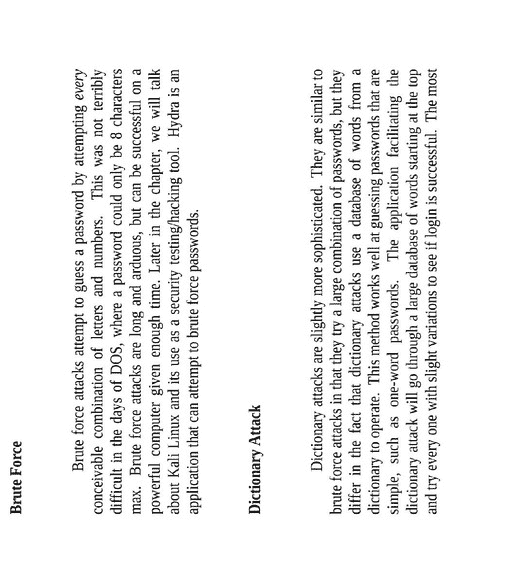 Brute Force
Brute force attacks attempt to guess a password by attempting every
conceivable combination of letters and numbers. This was not terribly
difficult in the days of DOS, where a password could only be 8 characters
max. Brute force attacks are long and arduous, but can be successful on a
powerful computer given enough time. Later in the chapter, we will talk
about Kali Linux and its use as a security testing/hacking tool. Hydra is an
application that can attempt to brute force passwords.
Dictionary Attack
Dictionary attacks are slightly more sophisticated. They are similar to
brute force attacks in that they try a large combination of passwords, but they
differ in the fact that dictionary attacks use a database of words from a
dictionary to operate. This method works well at guessing passwords that are
simple, such as one-word passwords. The application facilitating the
dictionary attack will go through a large database of words starting at the top
and try every one with slight variations to see if login is successful. The most